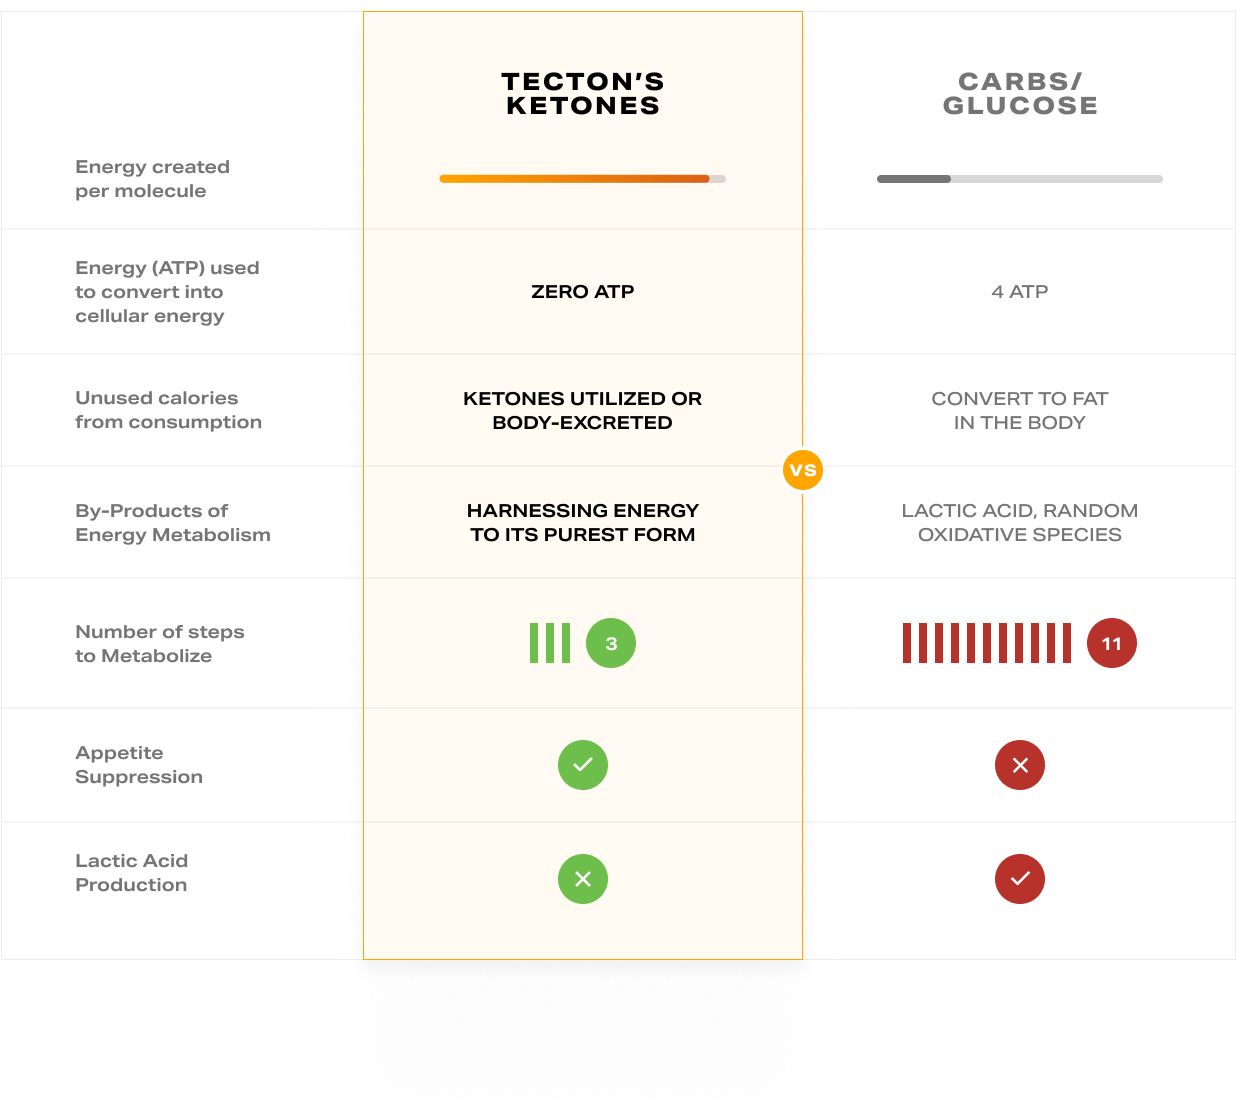 TECTON'S
KETONES
CARBS/
GLUCOSE
Energy created
per molecule
Energy (ATP) used
to convert into
cellular energy
ZERO ATP
4 ATP
Unused calories
from consumption
KETONES UTILIZED OR
BODY-EXCRETED
CONVERT TO FAT
IN THE BODY
VS
By-Products of
Energy Metabolism
HARNESSING ENERGY
TO ITS PUREST FORM
LACTIC ACID, RANDOM
OXIDATIVE SPECIES
Number of steps
to Metabolize
3
11
Appetite
Suppression
Lactic Acid
Production